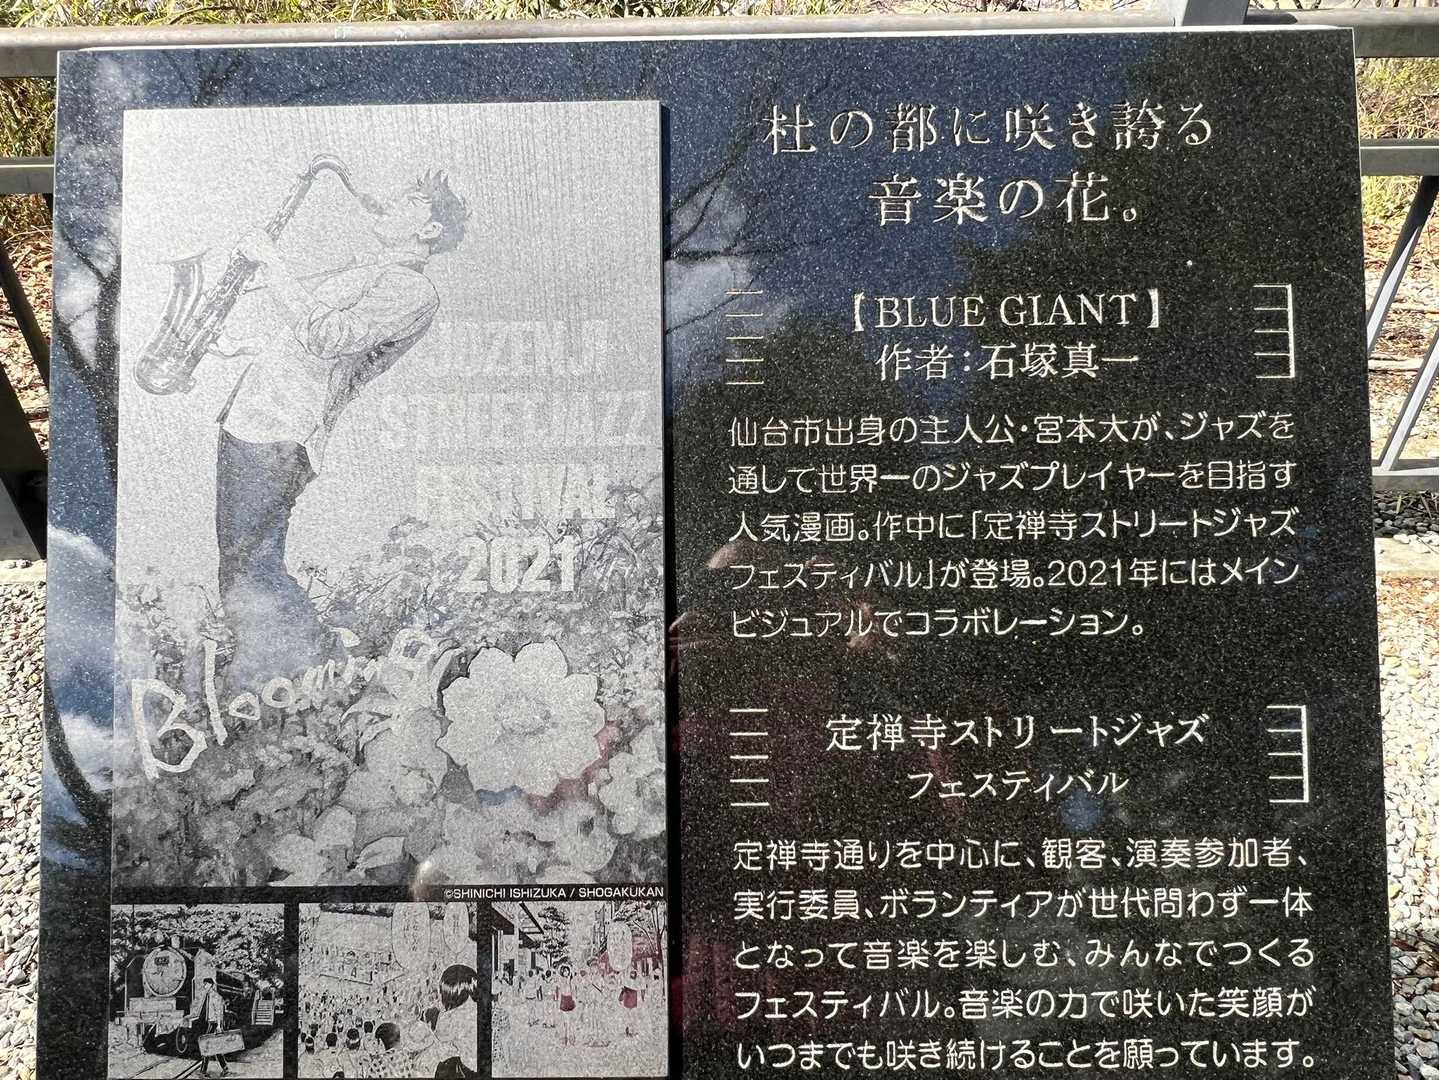 杜の都に咲き誇る
音楽の花。
【BLUE GIANT】
作者：石塚真一
仙台市出身の主人公・宮本大が、ジャズを
通して世界一のジャズプレイヤーを目指す
人気漫画。作中に「定禅寺ストリートジャズ
フェスティバル」が登場。2021年にはメイン
ビジュアルでコラボレーション。
定禅寺ストリートジャズ
フェスティバル
定禅寺通りを中心に、観客、演奏参加者、
実行委員、ボランティアが世代問わず一体
となって音楽を楽しむ、みんなでつくる
フェスティバル。音楽の力で咲いた笑顔が
いつまでも咲き続けることを願っています。
JOZENJI
STREETJAZZ
FESTIVAL
2021
Blooming
©SHINICHI ISHIZUKA / SHOGAKUKAN